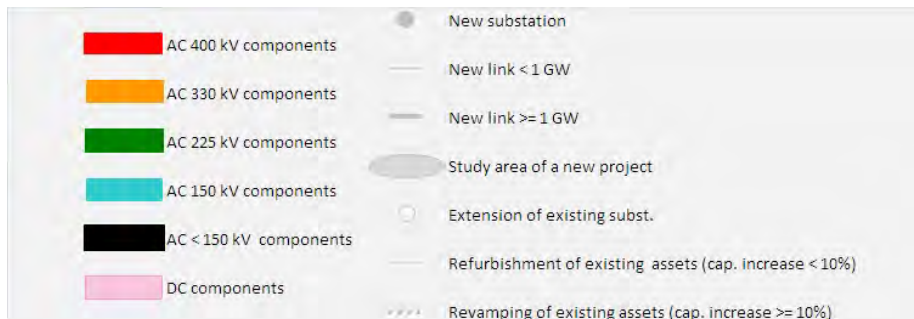 AC 400 kV components
AC 330 kV components
AC 225 kV components
AC 150 kV components
AC < 150 kV components
DC components
New substation
New link < 1 GW
New link >= 1 GW
Study area of a new project
Extension of existing subst.
Refurbishment of existing assets (cap. increase < 10%)
Revamping of existing assets (cap. increase >= 10%)